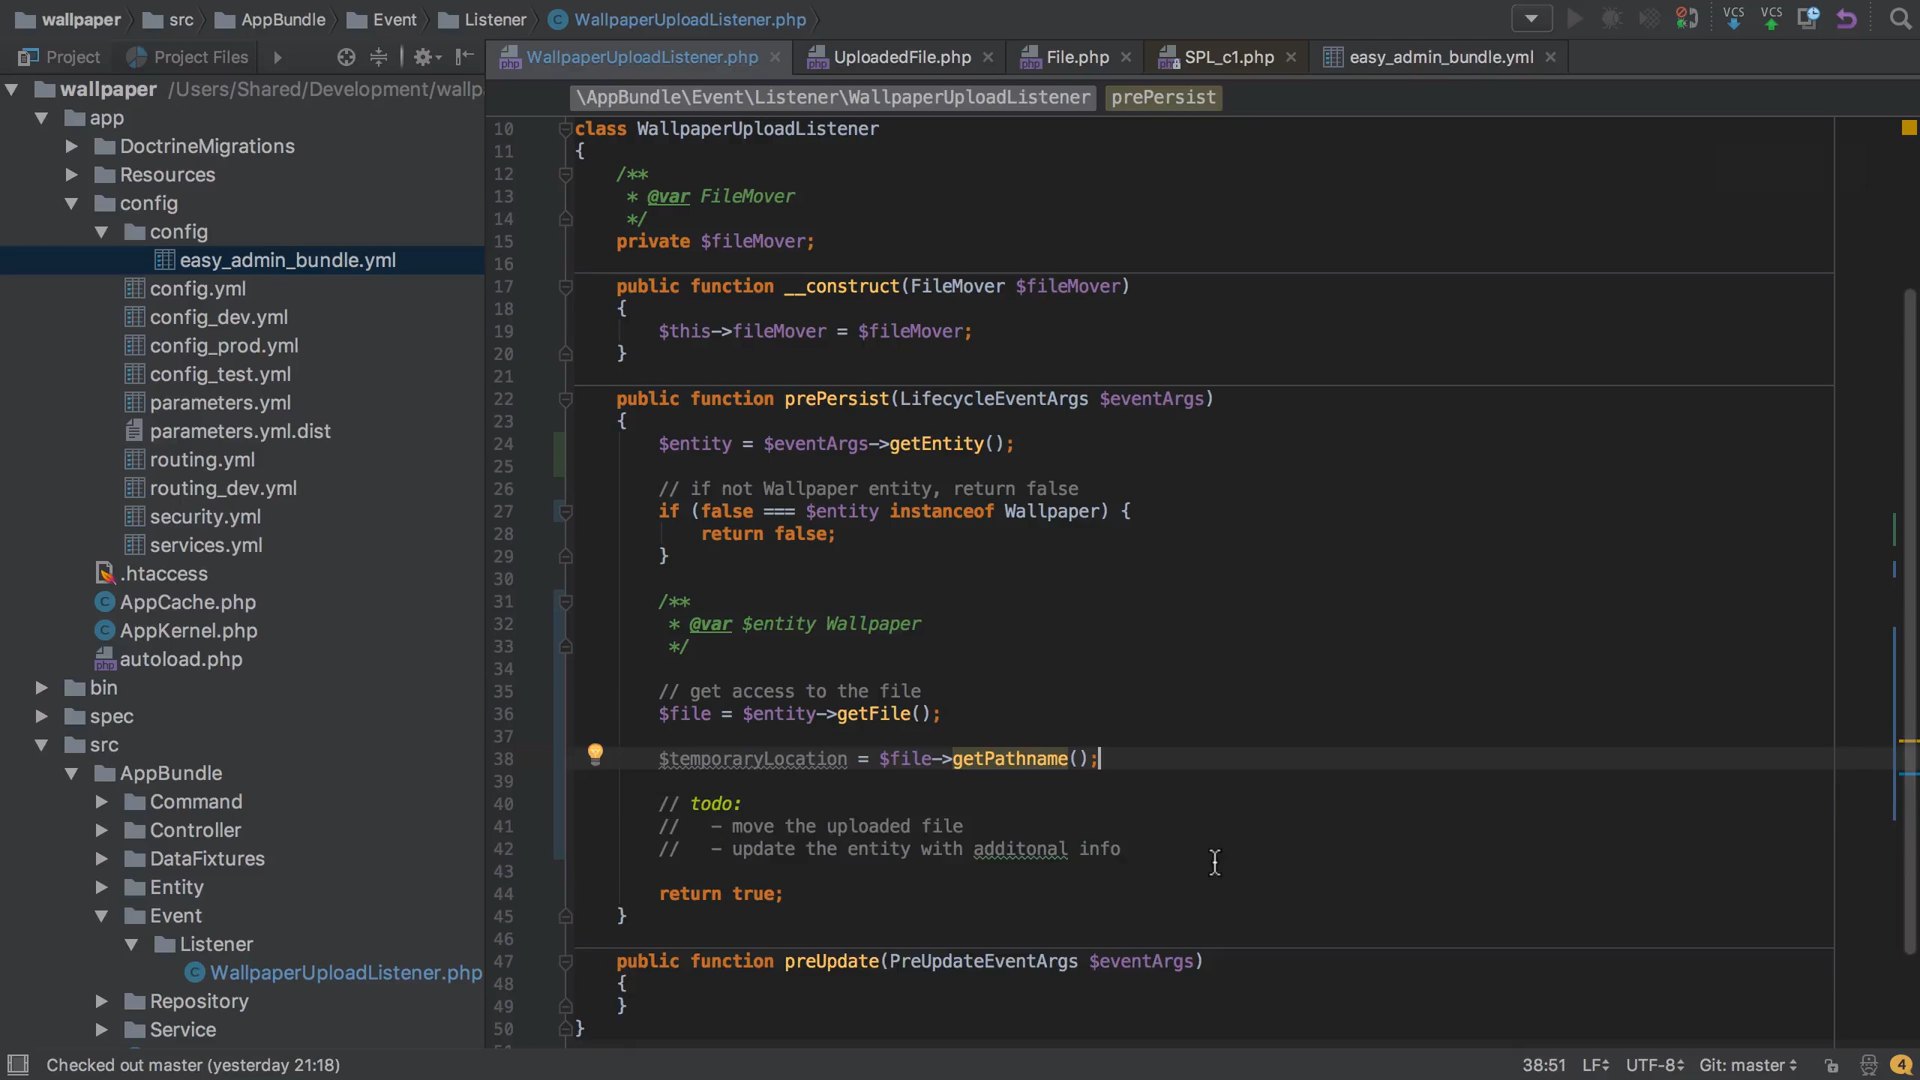 wallpaper src AppBundle Event Listener WallpaperUploadListener.php VCS VCS
Project Project Files
WallpaperUploadListener.php UploadedFile.php File.php SPL_c1.php easy_admin_bundle.yml
\AppBundle\Event\Listener\WallpaperUploadListener prePersist
wallpaper /Users/Shared/Development/wallp
app
DoctrineMigrations
Resources
config
config
easy_admin_bundle.yml
config.yml
config_dev.yml
config_prod.yml
config_test.yml
parameters.yml
parameters.yml.dist
routing.yml
routing_dev.yml
security.yml
services.yml
.htaccess
AppCache.php
AppKernel.php
autoload.php
bin
spec
src
AppBundle
Command
Controller
DataFixtures
Entity
Event
Listener
WallpaperUploadListener.php
Repository
Service
10 class WallpaperUploadListener
11 {
12 /**
13 * @var FileMover
14 */
15 private $fileMover;
16
17 public function __construct(FileMover $fileMover)
18 {
19 $this->fileMover = $fileMover;
20 }
21
22 public function prePersist(LifecycleEventArgs $eventArgs)
23 {
24 $entity = $eventArgs->getEntity();
25
26 // if not Wallpaper entity, return false
27 if (false === $entity instanceof Wallpaper) {
28 return false;
29 }
30
31 /**
32 * @var $entity Wallpaper
33 */
34
35 // get access to the file
36 $file = $entity->getFile();
37
38 $temporaryLocation = $file->getPathname();
39
40 // todo:
41 // - move the uploaded file
42 // - update the entity with additonal info
43
44 return true;
45 }
46
47 public function preUpdate(PreUpdateEventArgs $eventArgs)
48 {
49 }
50 }
Checked out master (yesterday 21:18) 38:51 LF UTF-8 Git: master 4